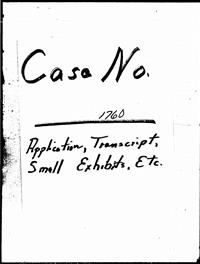 Case No.
1760
Application, Transcript,
Small Exhibits, Etc.